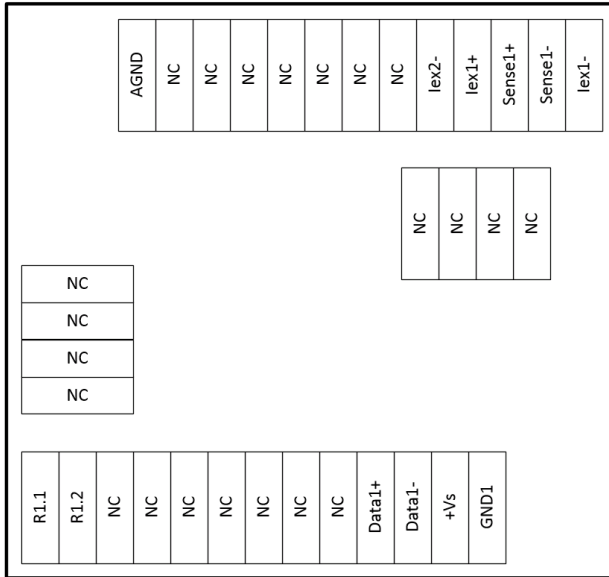 AGND
NC
NC
NC
NC
NC
NC
NC
Iex2-
Iex1+
Sense1+
Sense1-
Iex1-
NC
NC
NC
NC
NC
NC
NC
NC
R1.1
R1.2
NC
NC
NC
NC
NC
NC
NC
Data1+
Data1-
+Vs
GND1